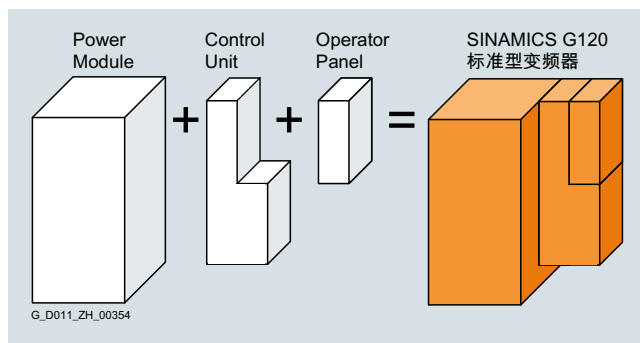 Power
Module
Control
Unit
Operator
Panel
SINAMICS G120
标准型变频器
+
+
=
G_D011_ZH_00354